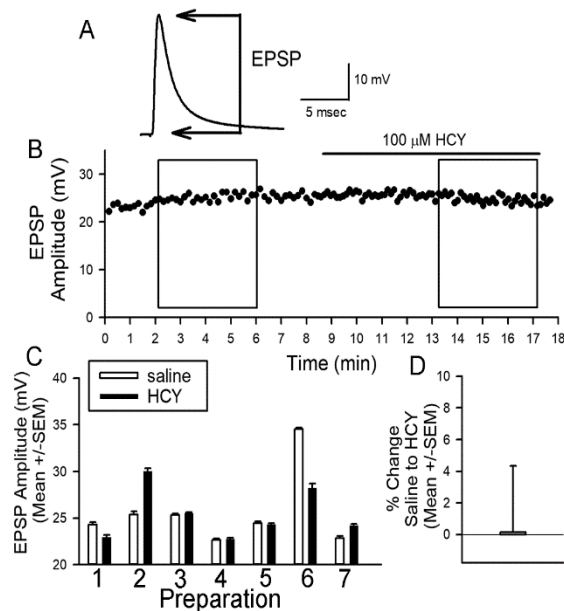 A
EPSP
10 mV
5 msec
B
100 μM HCY
EPSP
Amplitude (mV)
30
20
10
0
0 1 2 3 4 5 6 7 8 9 10 11 12 13 14 15 16 17 18
Time (min)
C
saline
HCY
EPSP Amplitude (mV)
(Mean +/-SEM)
40
35
30
25
20
1 2 3 4 5 6 7
Preparation
D
% Change
Saline to HCY
(Mean +/-SEM)
10
8
6
4
2
0